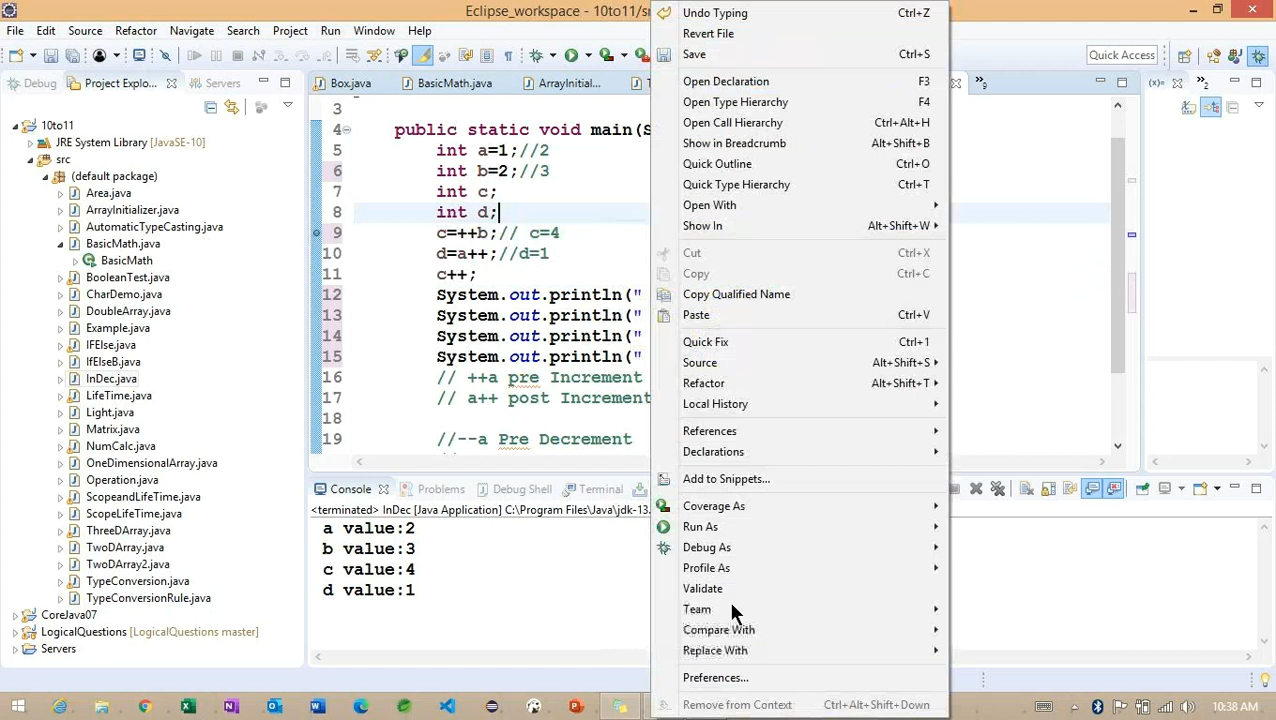 Eclipse_workspace - 10to11/sr
File Edit Source Refactor Navigate Search Project Run Window Help
Quick Access
Debug Project Explo... Servers
Box.java BasicMath.java ArrayInitial... 9 2
10to11
JRE System Library [JavaSE-10]
src
(default package)
Area.java
ArrayInitializer.java
AutomaticTypeCasting.java
BasicMath.java
BasicMath
BooleanTest.java
CharDemo.java
DoubleArray.java
Example.java
IFElse.java
IfElseB.java
InDec.java
LifeTime.java
Light.java
Matrix.java
NumCalc.java
OneDimensionalArray.java
Operation.java
ScopeandLifeTime.java
ScopeLifeTime.java
ThreeDArray.java
TwoDArray.java
TwoDArray2.java
TypeConversion.java
TypeConversionRule.java
CoreJava07
LogicalQuestions [LogicalQuestions master]
Servers
3
4 public static void main(S
5 int a=1;//2
6 int b=2;//3
7 int c;
8 int d;
9 c=++b;// c=4
10 d=a++;//d=1
11 c++;
12 System.out.println("
13 System.out.println("
14 System.out.println("
15 System.out.println("
16 // ++a pre Increment
17 // a++ post Increment
18
19 //--a Pre Decrement
Console Problems Debug Shell Terminal
<terminated> InDec [Java Application] C:\Program Files\Java\jdk-13.
a value:2
b value:3
c value:4
d value:1
Undo Typing Ctrl+Z
Revert File
Save Ctrl+S
Open Declaration F3
Open Type Hierarchy F4
Open Call Hierarchy Ctrl+Alt+H
Show in Breadcrumb Alt+Shift+B
Quick Outline Ctrl+O
Quick Type Hierarchy Ctrl+T
Open With
Show In Alt+Shift+W
Cut Ctrl+X
Copy Ctrl+C
Copy Qualified Name
Paste Ctrl+V
Quick Fix Ctrl+1
Source Alt+Shift+S
Refactor Alt+Shift+T
Local History
References
Declarations
Add to Snippets...
Coverage As
Run As
Debug As
Profile As
Validate
Team
Compare With
Replace With
Preferences...
Remove from Context Ctrl+Alt+Shift+Down
10:38 AM